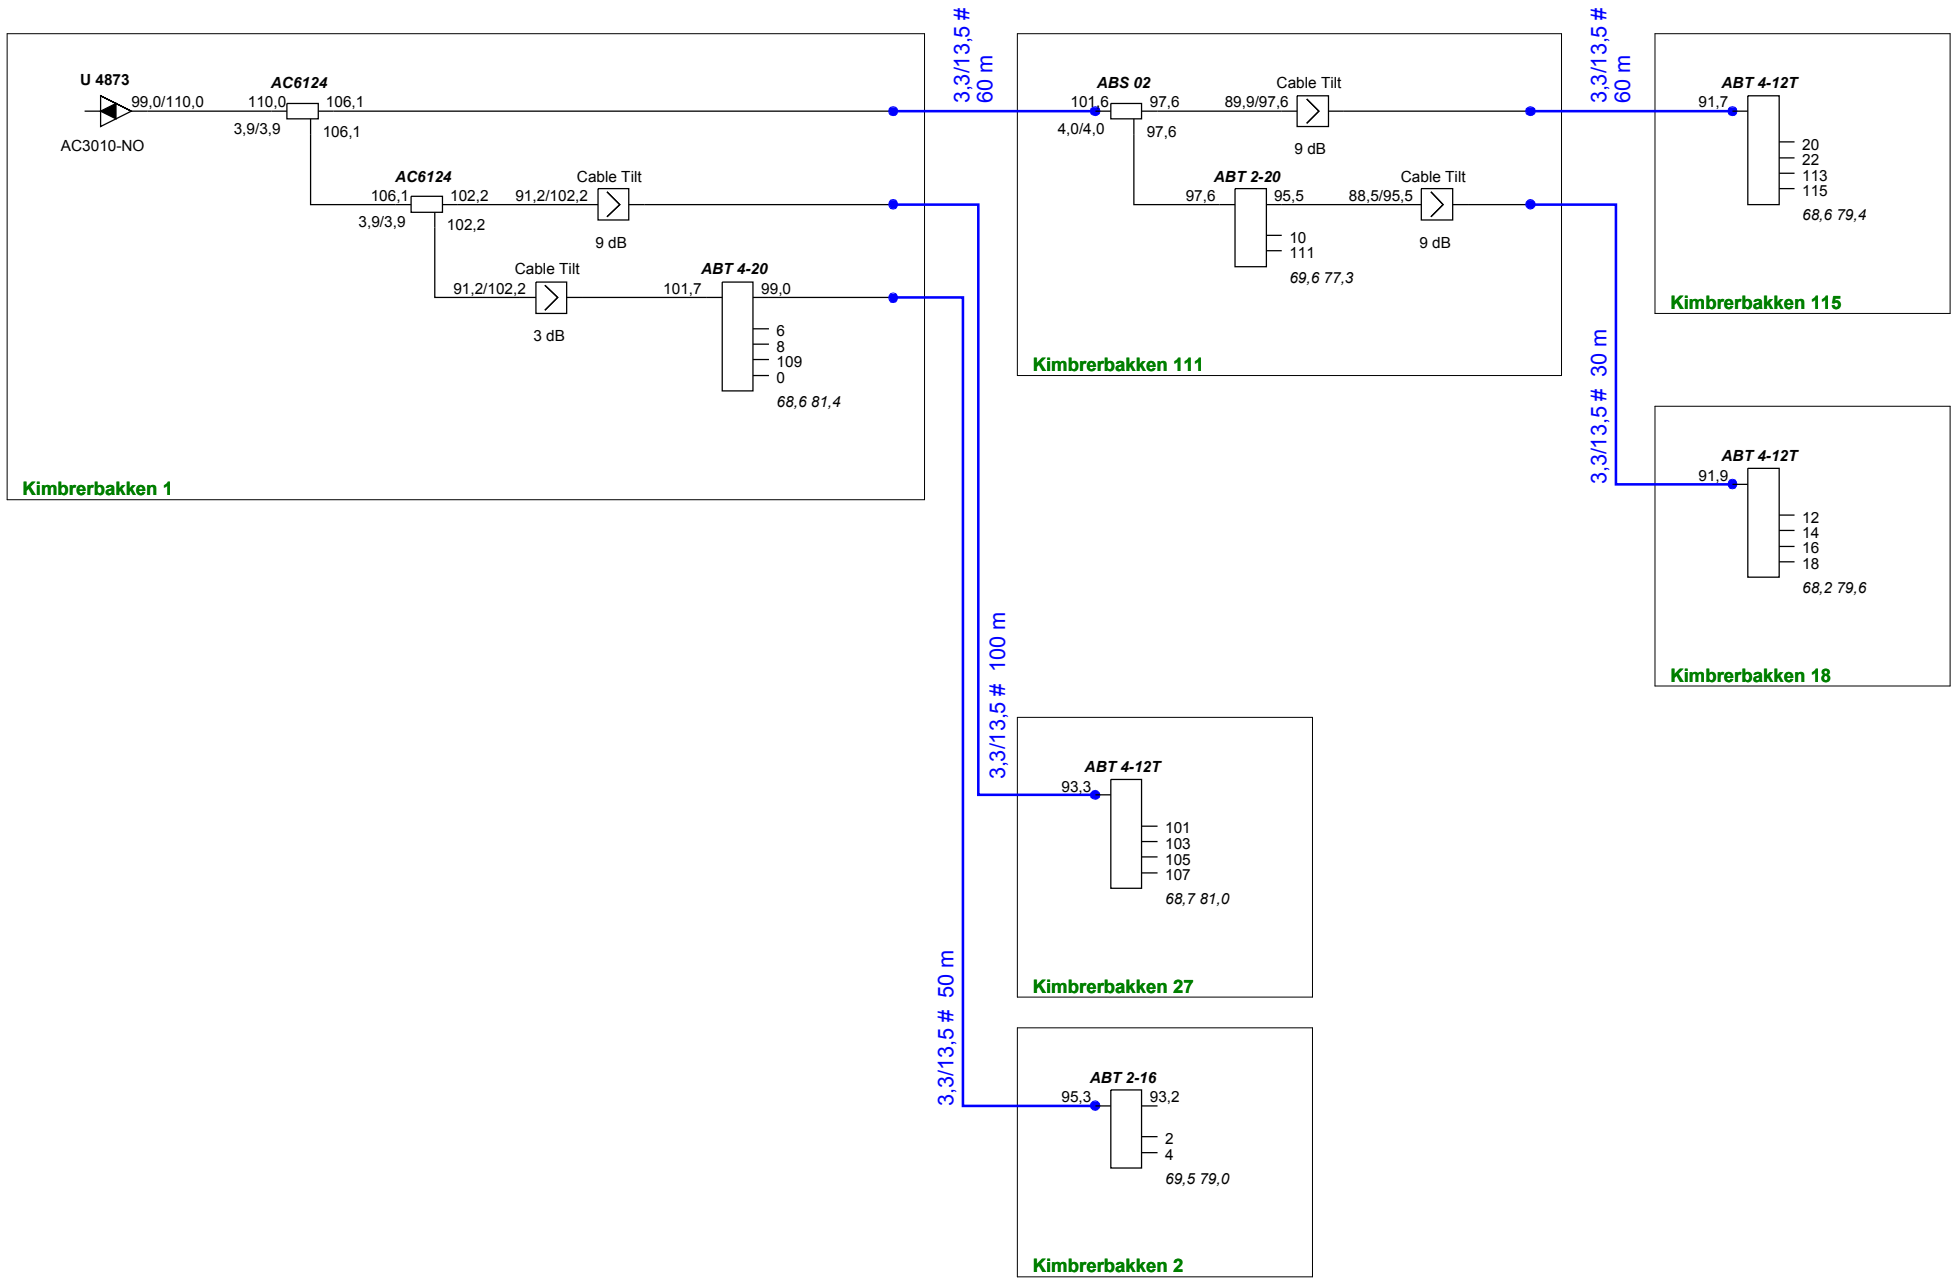 U 4873
99,0/110,0
AC3010-NO
AC6124
110,0
106,1
3,9/3,9
106,1
AC6124
106,1
102,2
3,9/3,9
102,2
91,2/102,2
Cable Tilt
9 dB
91,2/102,2
Cable Tilt
3 dB
ABT 4-20
101,7
99,0
6
8
109
0
68,6 81,4
Kimbrerbakken 1
3,3/13,5 #
60 m
ABS 02
101,6
97,6
4,0/4,0
97,6
89,9/97,6
Cable Tilt
9 dB
ABT 2-20
97,6
95,5
10
111
69,6 77,3
88,5/95,5
Cable Tilt
9 dB
Kimbrerbakken 111
3,3/13,5 #
60 m
ABT 4-12T
91,7
20
22
113
115
68,6 79,4
Kimbrerbakken 115
3,3/13,5 # 30 m
ABT 4-12T
91,9
12
14
16
18
68,2 79,6
Kimbrerbakken 18
3,3/13,5 # 100 m
ABT 4-12T
93,3
101
103
105
107
68,7 81,0
Kimbrerbakken 27
3,3/13,5 # 50 m
ABT 2-16
95,3
93,2
2
4
69,5 79,0
Kimbrerbakken 2